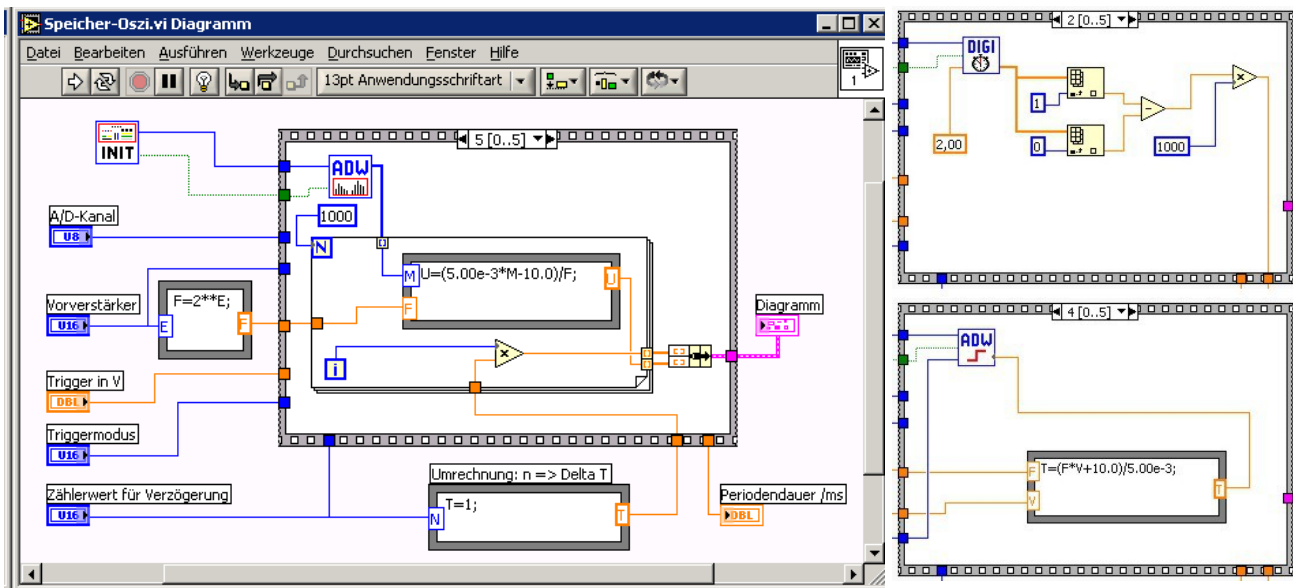 Speicher-Oszi.vi Diagramm
Datei Bearbeiten Ausführen Werkzeuge Durchsuchen Fenster Hilfe
13pt Anwendungsschriftart
1
INIT
5 [0..5]
ADW
1000
N
A/D-Kanal
U8
M
U=(5.00e-3*M-10.0)/F;
U
F
Vorverstärker
U16
F=2**E;
E
F
i
Diagramm
Trigger in V
DBL
Triggermodus
U16
Umrechnung: n => Delta T
Zählerwert für Verzögerung
U16
T=1;
N
T
Periodendauer /ms
DBL
2 [0..5]
DIGI
1
2,00
0
1000
4 [0..5]
ADW
F
T=(F*V+10.0)/5.00e-3;
V
T